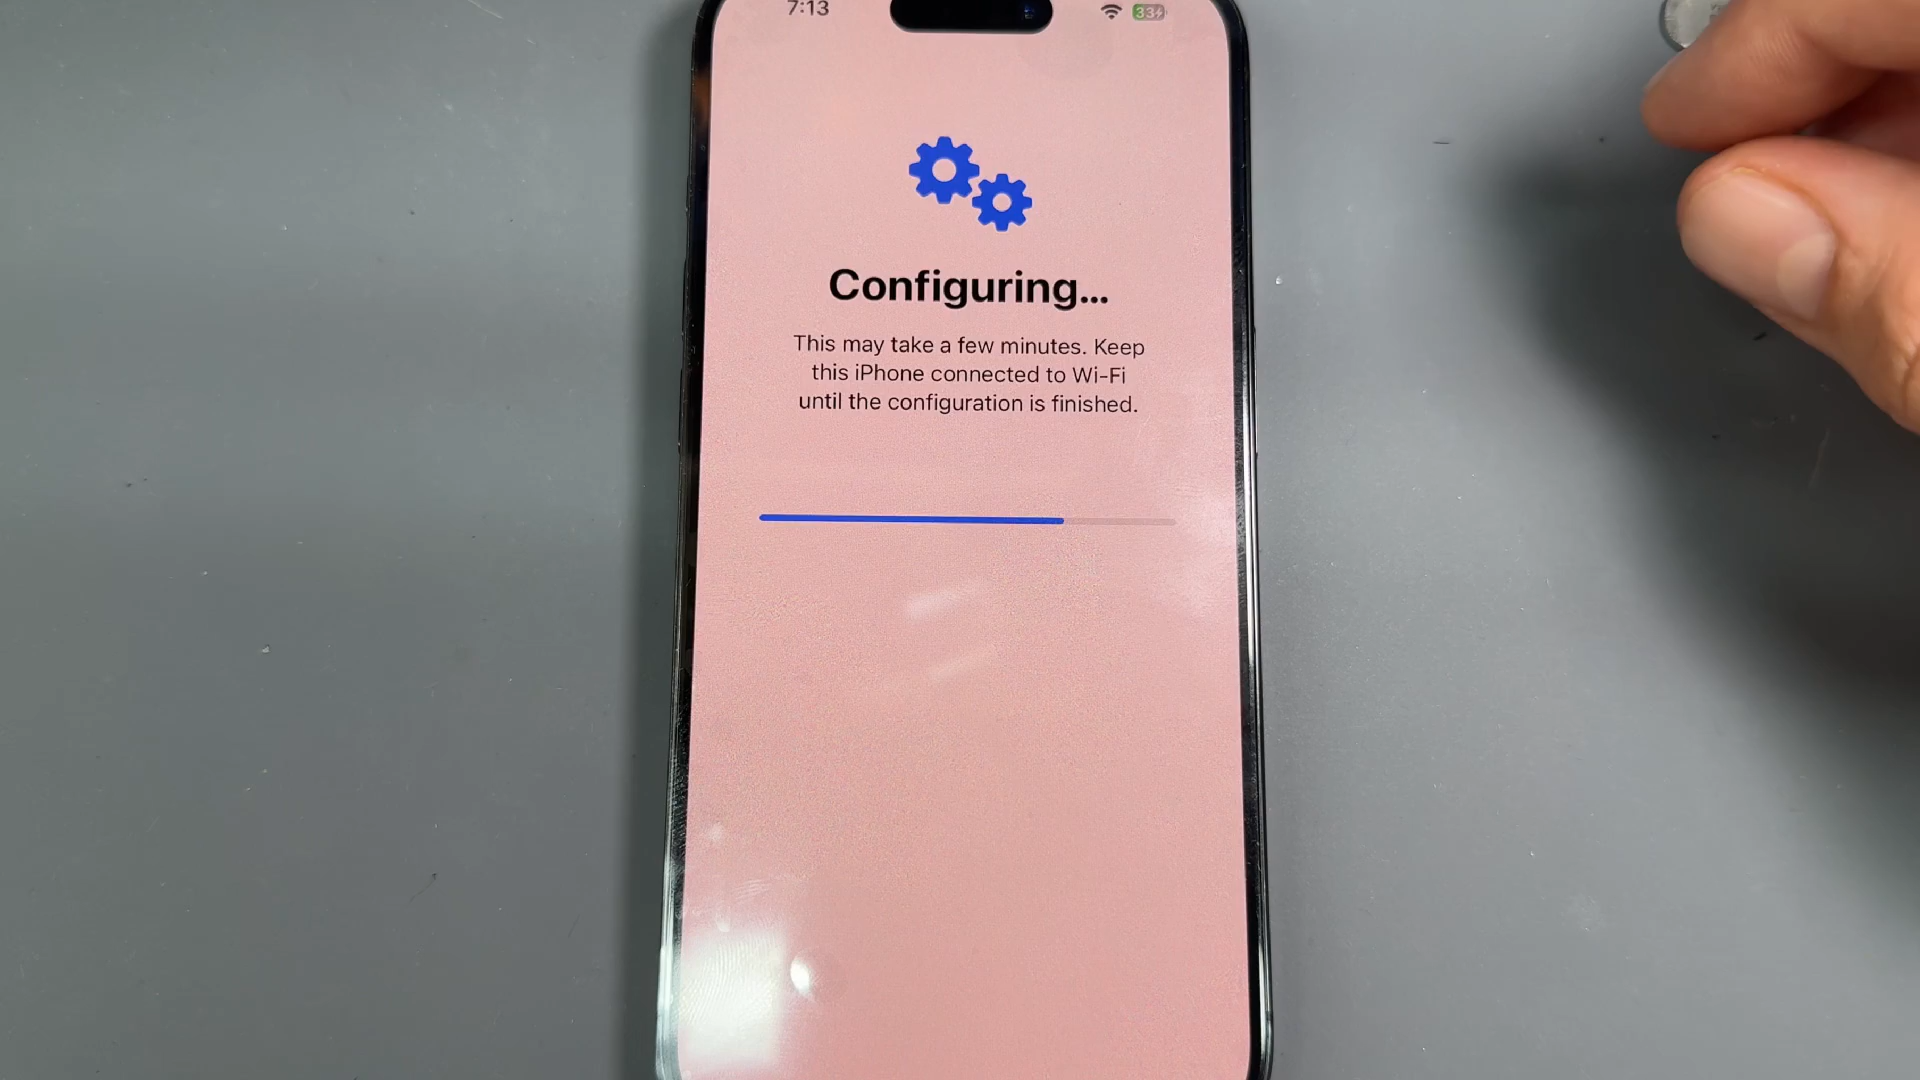 7:13
33
Configuring...
This may take a few minutes. Keep
this iPhone connected to Wi-Fi
until the configuration is finished.